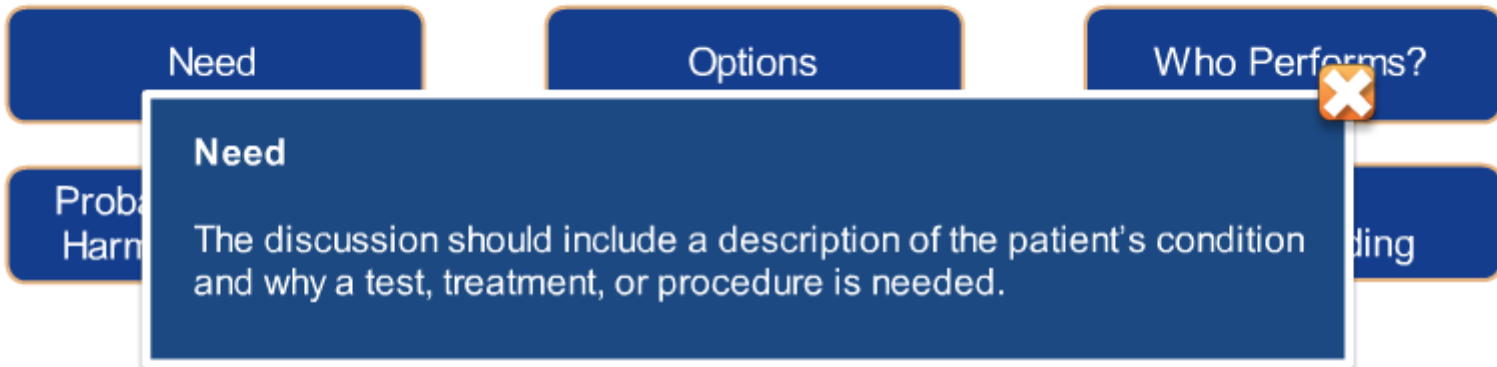 Need
Options
Who Performs?
Need
The discussion should include a description of the patient's condition
and why a test, treatment, or procedure is needed.